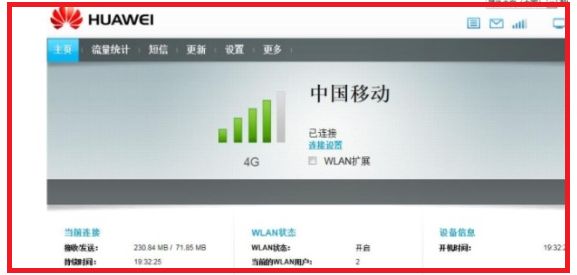 HUAWEI
主页 流量统计 短信 更新 设置 更多
中国移动
已连接
连接设置
4G
WLAN扩展
当前连接 WLAN状态 设备信息
接收/发送: 230.84 MB / 71.85 MB WLAN状态: 开启 开机时间: 19:32:2
持续时间: 19:32:25 当前的WLAN用户: 2